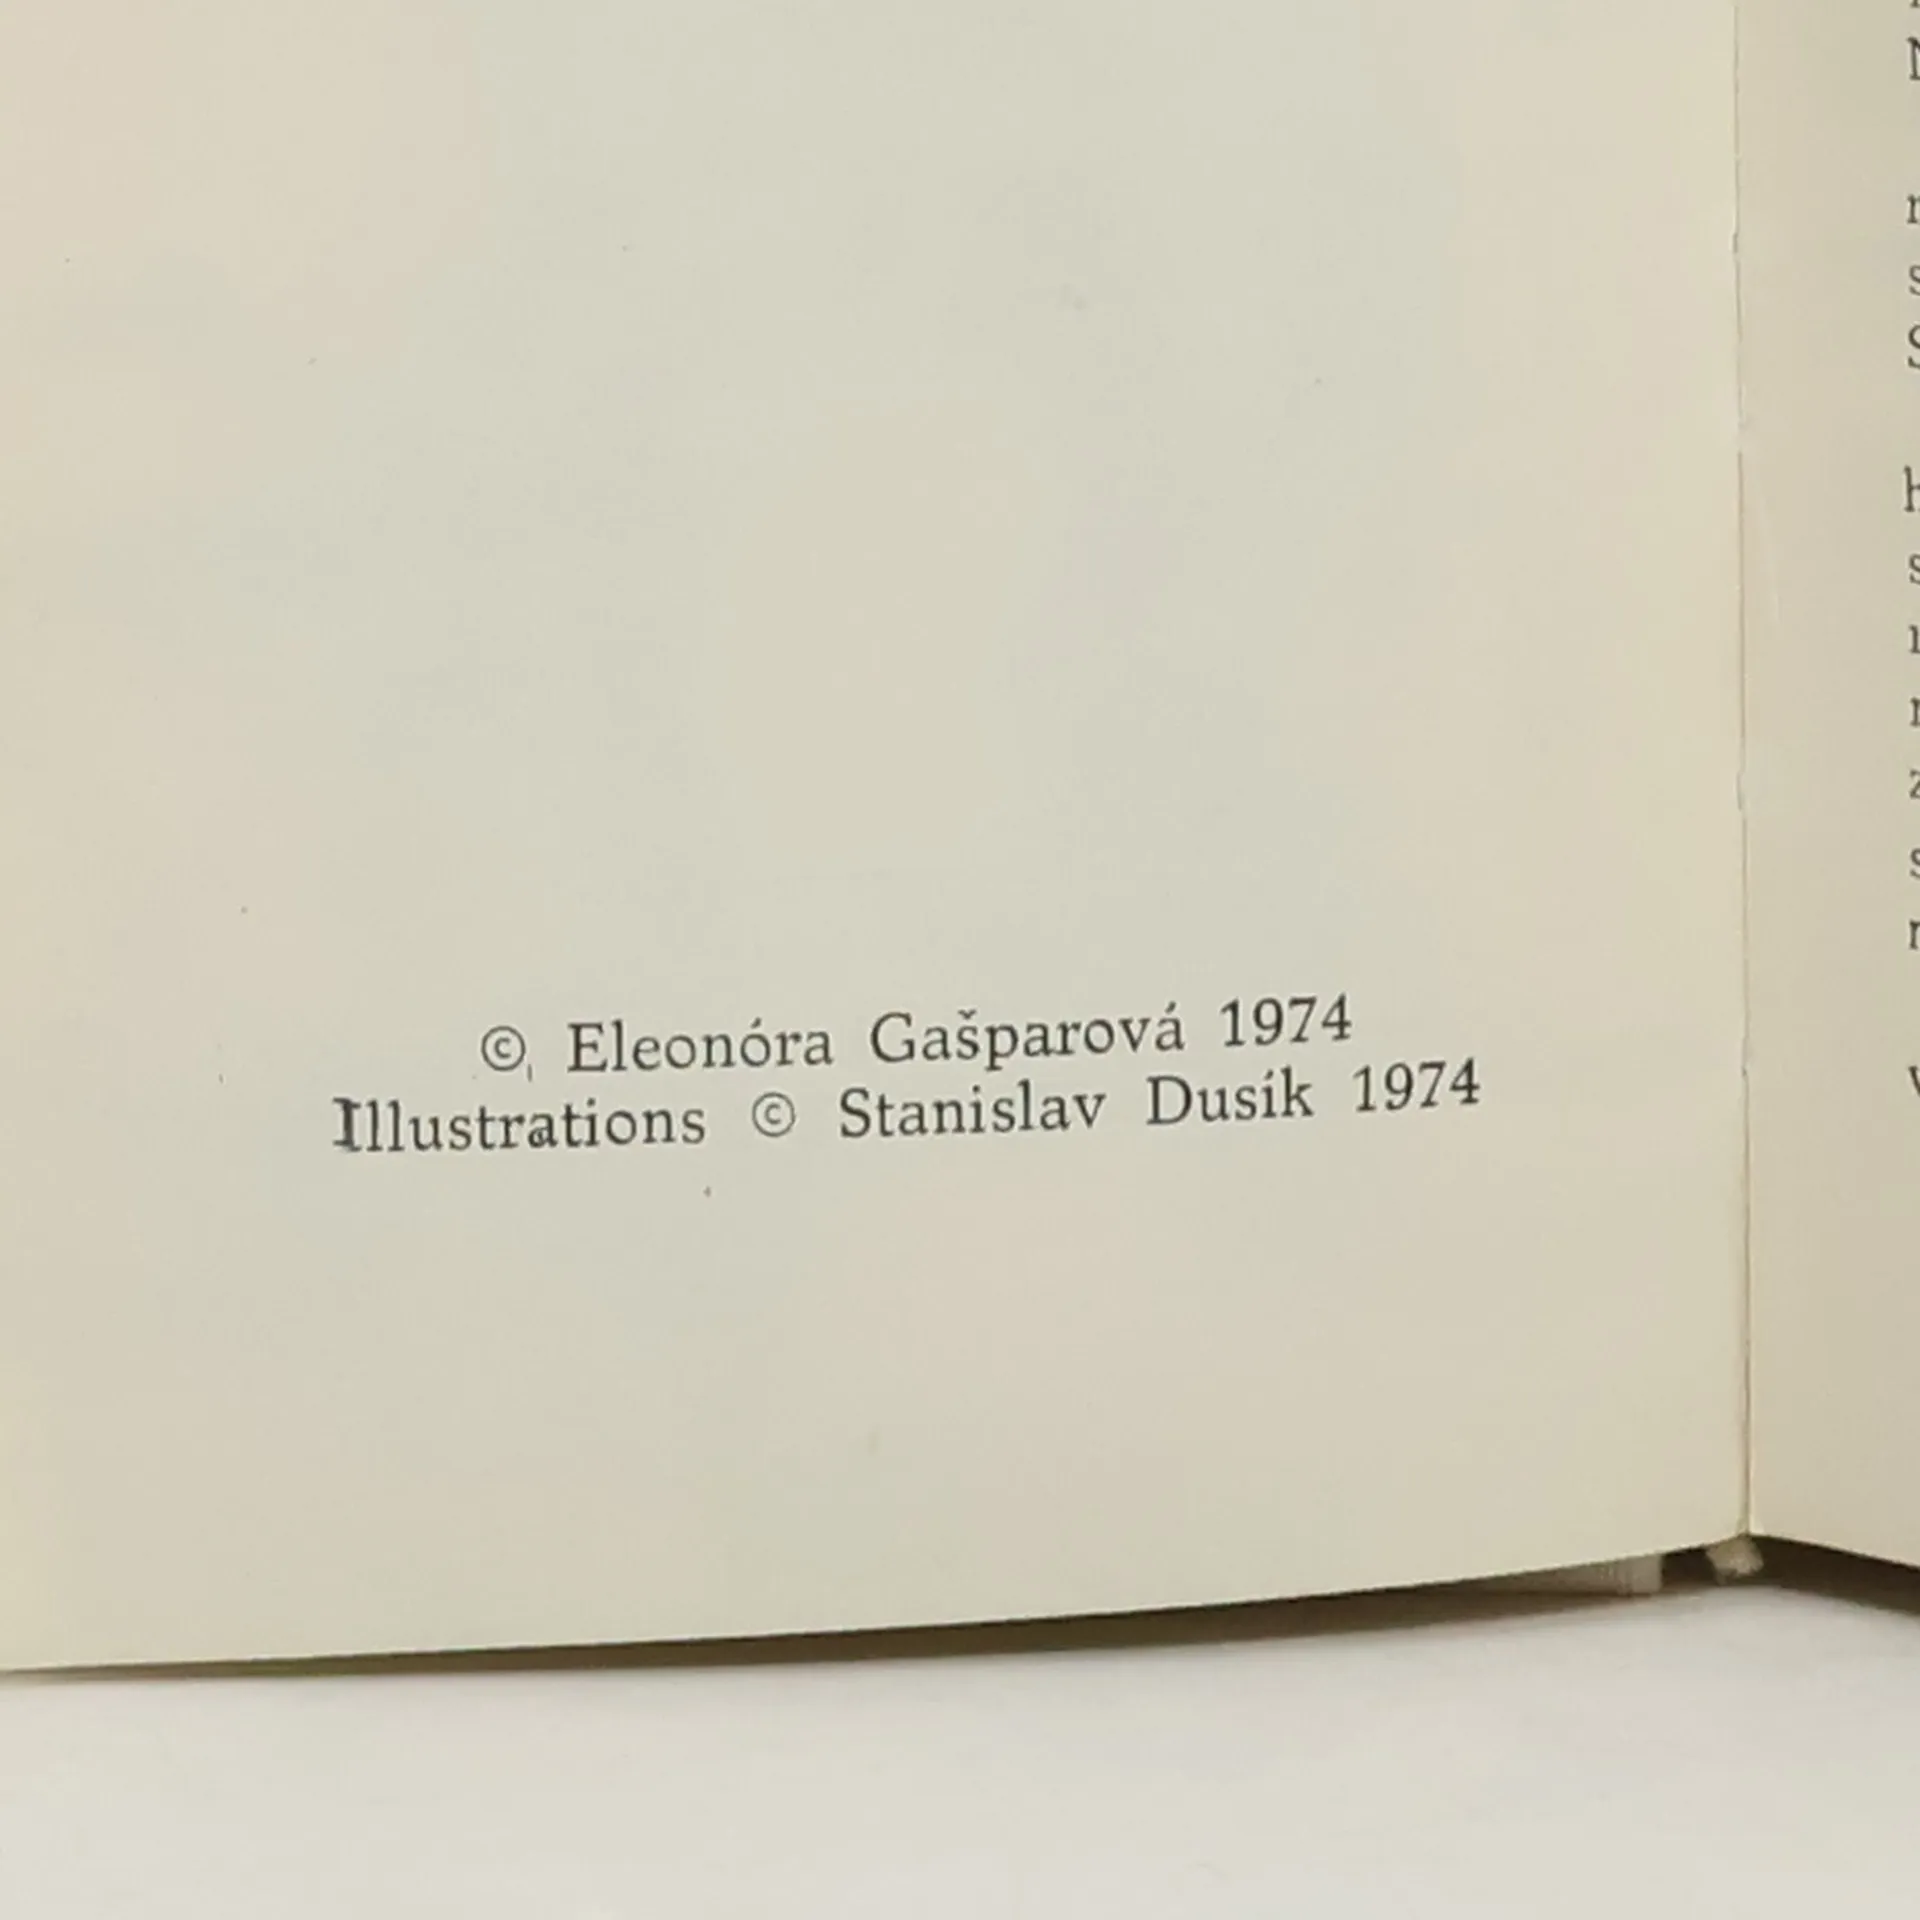 © Eleonóra Gašparová 1974
Illustrations © Stanislav Dusík 1974